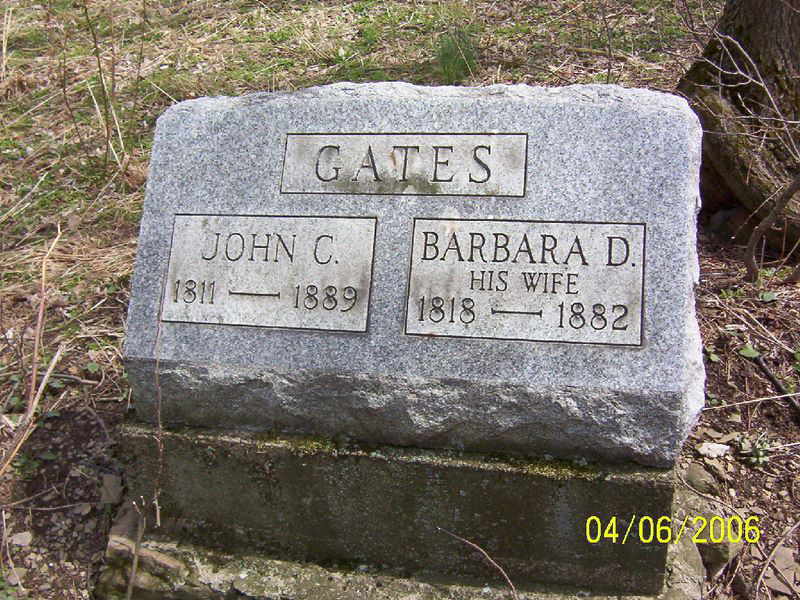 GATES
JOHN C.
1811 — 1889
BARBARA D.
HIS WIFE
1818 — 1882
04/06/2006